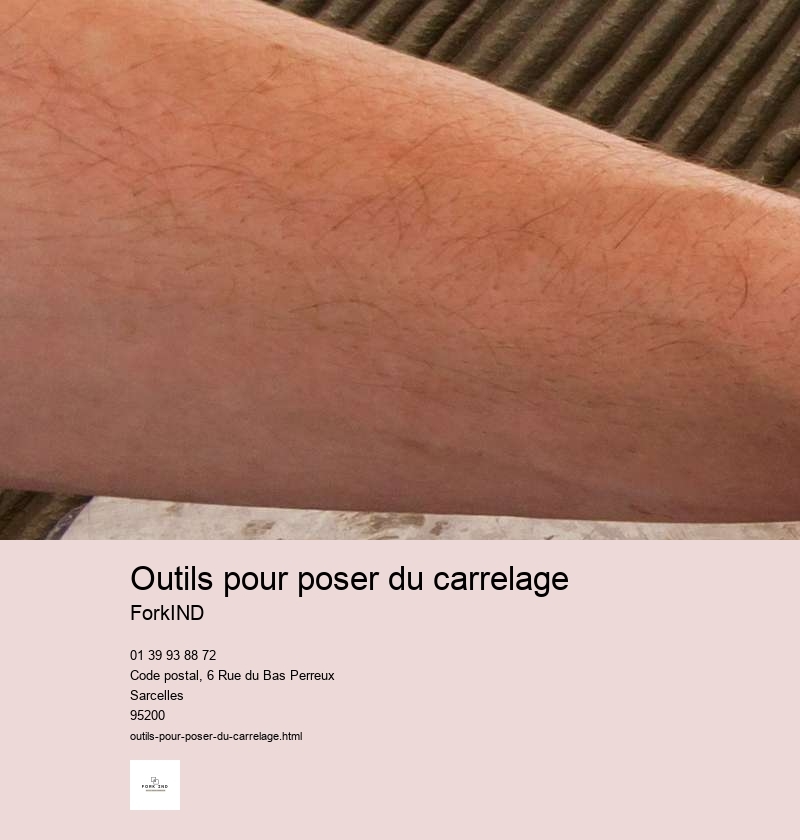 Outils pour poser du carrelage
ForkIND
01 39 93 88 72
Code postal, 6 Rue du Bas Perreux
Sarcelles
95200
outils-pour-poser-du-carrelage.html
FORK IND